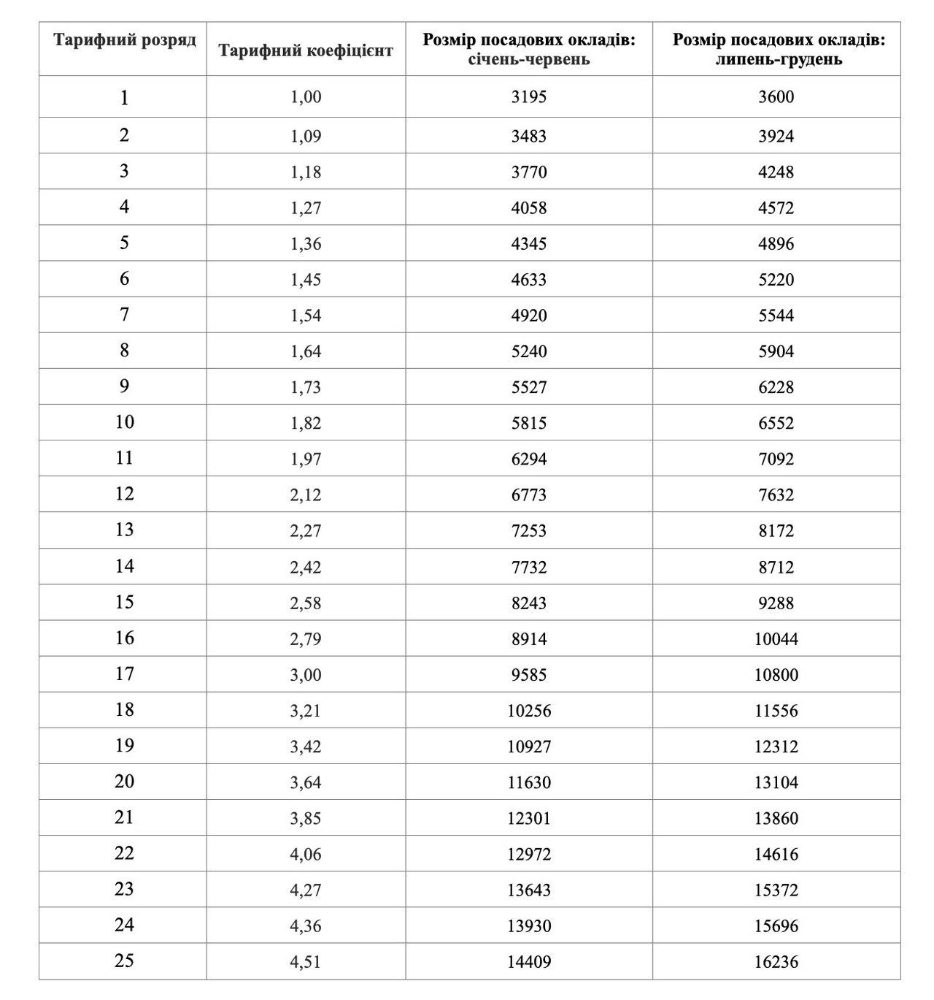 Тарифний розряд Тарифний коефіцієнт Розмір посадових окладів: Розмір посадових окладів:
січень-червень липень-грудень
1 1,00 3195 3600
2 1,09 3483 3924
3 1,18 3770 4248
4 1,27 4058 4572
5 1,36 4345 4896
6 1,45 4633 5220
7 1,54 4920 5544
8 1,64 5240 5904
9 1,73 5527 6228
10 1,82 5815 6552
11 1,97 6294 7092
12 2,12 6773 7632
13 2,27 7253 8172
14 2,42 7732 8712
15 2,58 8243 9288
16 2,79 8914 10044
17 3,00 9585 10800
18 3,21 10256 11556
19 3,42 10927 12312
20 3,64 11630 13104
21 3,85 12301 13860
22 4,06 12972 14616
23 4,27 13643 15372
24 4,36 13930 15696
25 4,51 14409 16236